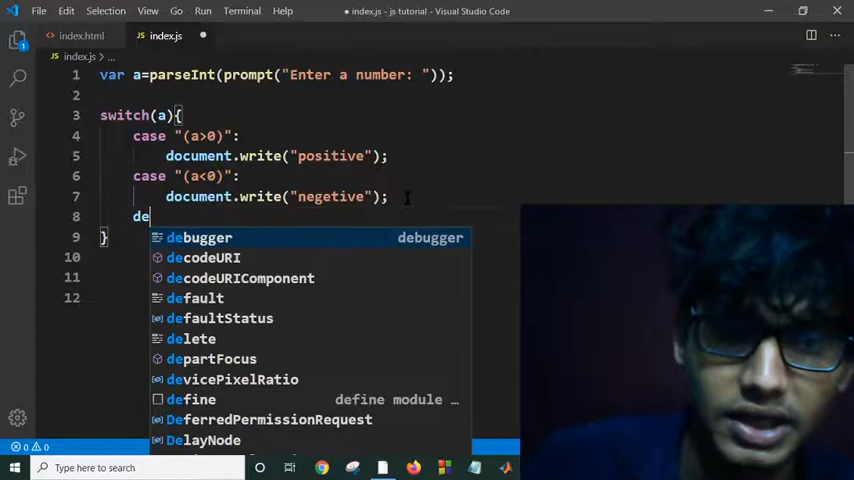 File Edit Selection View Go Run Terminal Help ● index.js - js tutorial - Visual Studio Code
index.html index.js
index.js > ...
1 var a=parseInt(prompt("Enter a number: "));
2
3 switch(a){
4 case "(a>0)":
5 document.write("positive");
6 case "(a<0)":
7 document.write("negetive");
8 de
9 }
10
11
12
debugger debugger
decodeURI
decodeURIComponent
default
defaultStatus
delete
departFocus
devicePixelRatio
define define module …
DeferredPermissionRequest
DelayNode
1
0 0
Type here to search